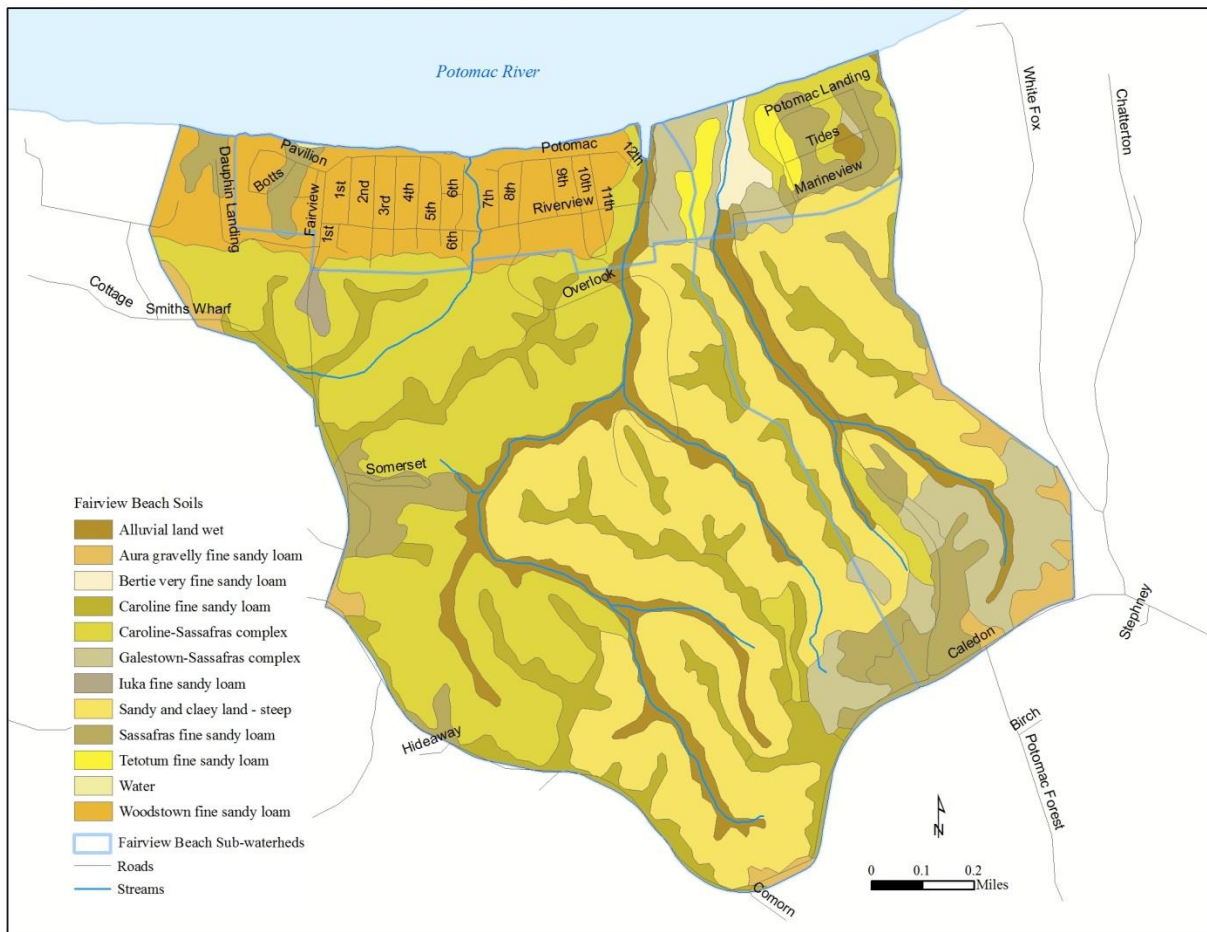 Potomac River
White Fox
Chatterton
Potomac Landing
Tides
Marineview
Pavilion
Botts
Dauphin Landing
Fairview
1st
2nd
3rd
4th
5th
6th
7th
8th
9th
10th
11th
12th
Potomac
Riverview
1st
6th
Overlook
Cottage
Smiths Wharf
Somerset
Hideaway
Caledon
Stephney
Birch
Potomac Forest
Comorn
Fairview Beach Soils
Alluvial land wet
Aura gravelly fine sandy loam
Bertie very fine sandy loam
Caroline fine sandy loam
Caroline-Sassafras complex
Galestown-Sassafras complex
Iuka fine sandy loam
Sandy and claey land - steep
Sassafras fine sandy loam
Tetotum fine sandy loam
Water
Woodstown fine sandy loam
Fairview Beach Sub-waterheds
Roads
Streams
N
0 0.1 0.2
Miles